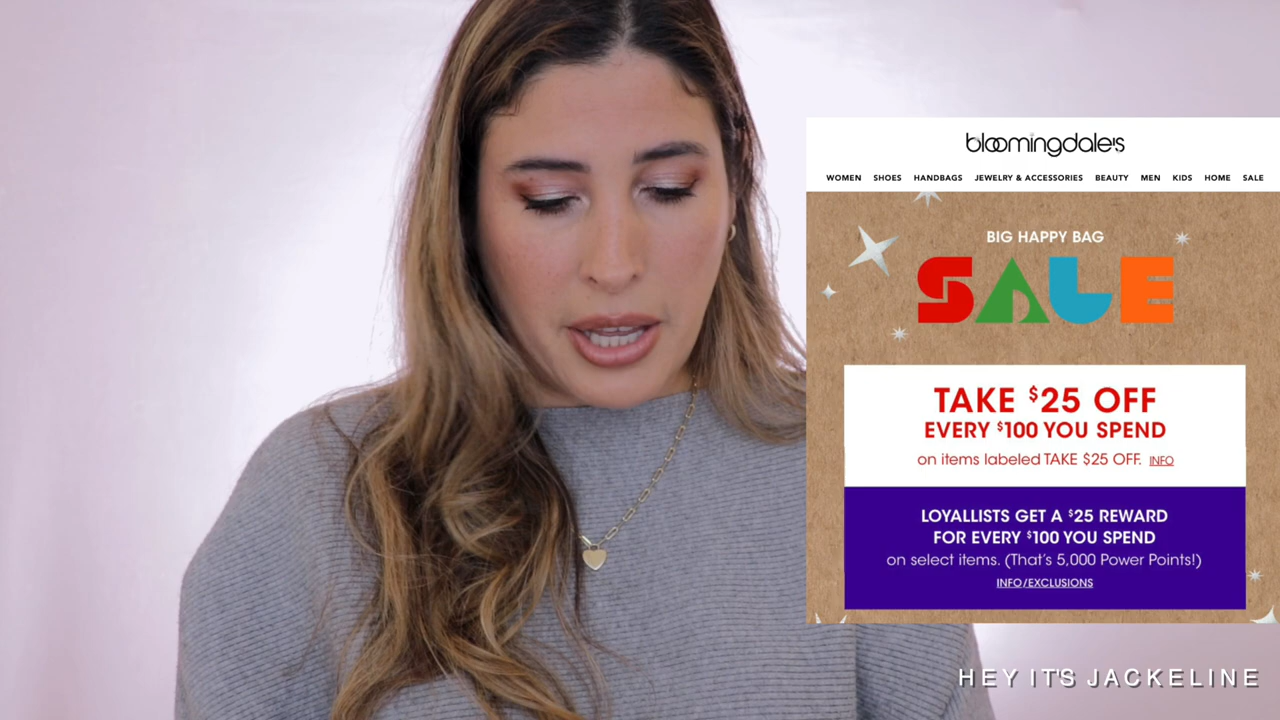 bloomingdale's
WOMEN SHOES HANDBAGS JEWELRY & ACCESSORIES BEAUTY MEN KIDS HOME SALE
BIG HAPPY BAG
SALE
TAKE $25 OFF
EVERY $100 YOU SPEND
on items labeled TAKE $25 OFF. INFO
LOYALLISTS GET A $25 REWARD
FOR EVERY $100 YOU SPEND
on select items. (That's 5,000 Power Points!)
INFO/EXCLUSIONS
HEY IT'S JACKELINE